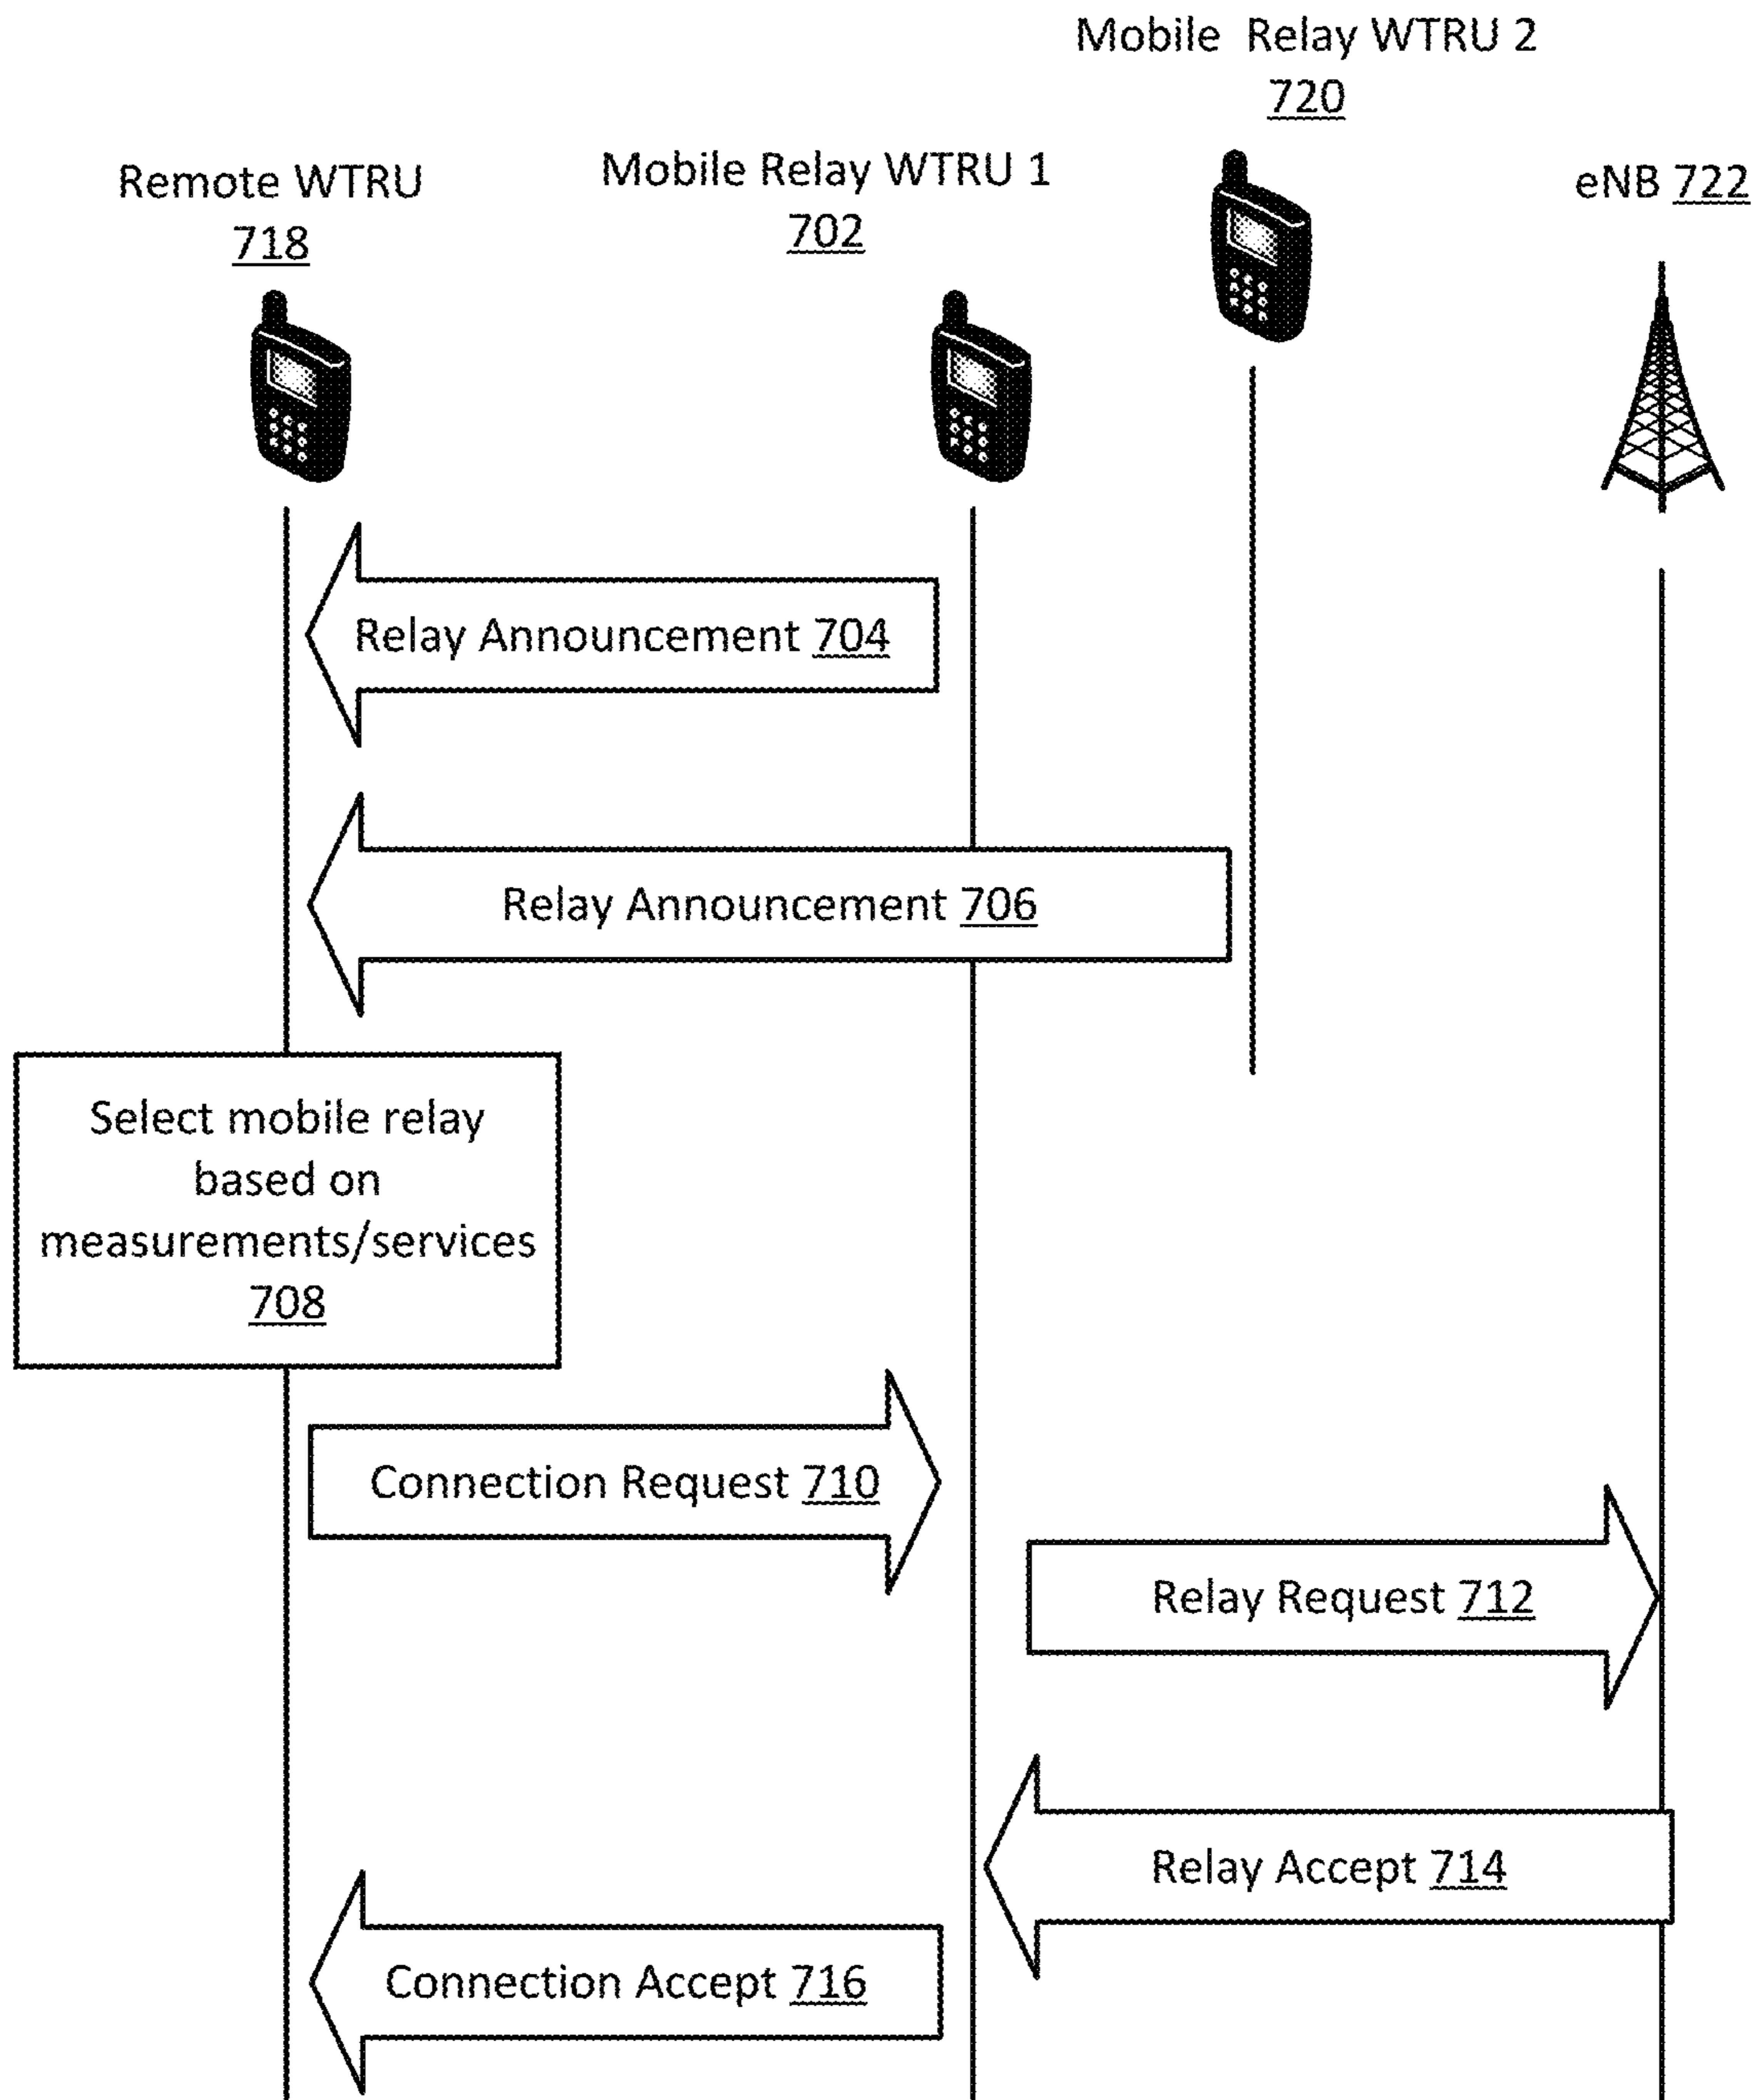 Mobile Relay WTRU 2
720
Remote WTRU
718
Mobile Relay WTRU 1
702
eNB 722
Relay Announcement 704
Relay Announcement 706
Select mobile relay
based on
measurements/services
708
Connection Request 710
Relay Request 712
Relay Accept 714
Connection Accept 716